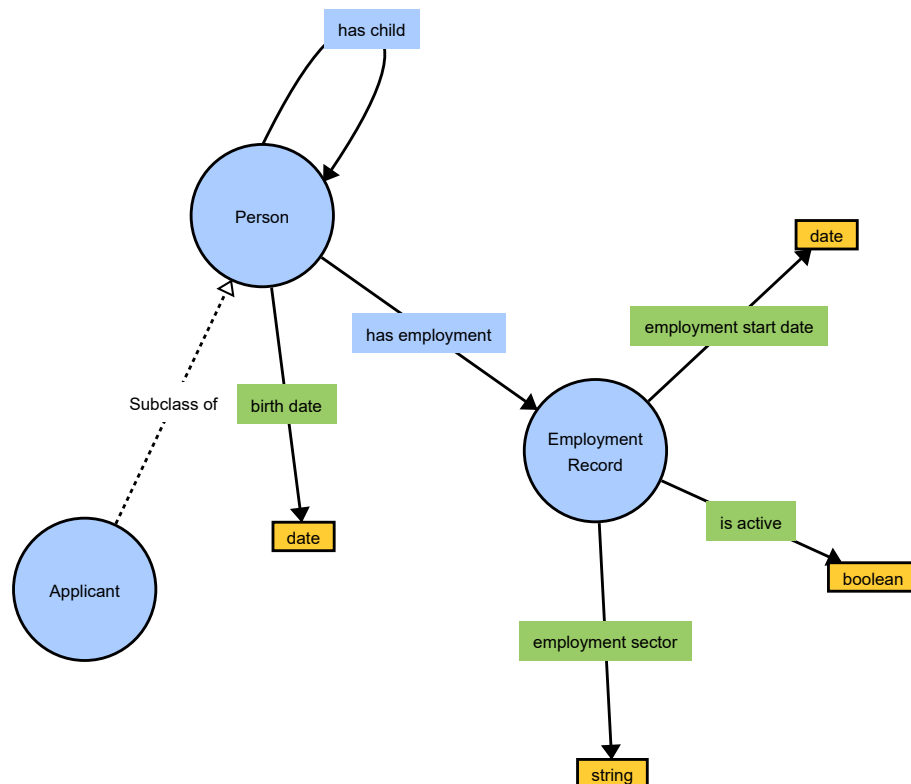 has child
Person
date
employment start date
has employment
Subclass of
birth date
Employment
Record
is active
date
boolean
Applicant
employment sector
string